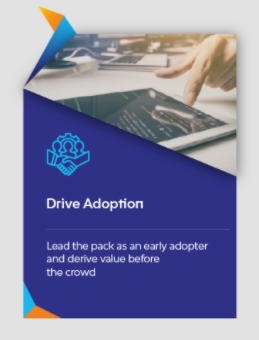 Drive Adoption
Lead the pack as an early adopter
and derive value before
the crowd